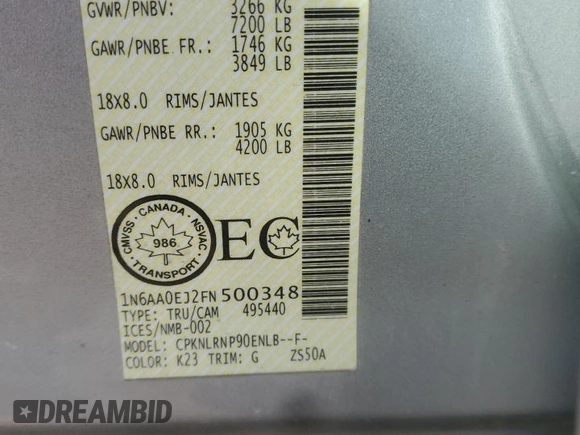 GVWR/PNBV: 3266 KG
7200 LB
GAWR/PNBE FR.: 1746 KG
3849 LB
18X8.0 RIMS/JANTES
GAWR/PNBE RR.: 1905 KG
4200 LB
18X8.0 RIMS/JANTES
CANADA
CMVSS • NSVAC
986
TRANSPORT
EC
1N6AA0EJ2FN500348
TYPE: TRU/CAM 495440
ICES/NMB-002
MODEL: CPKNLRNP90ENLB--F-
COLOR: K23 TRIM: G ZS50A
DREAMBID